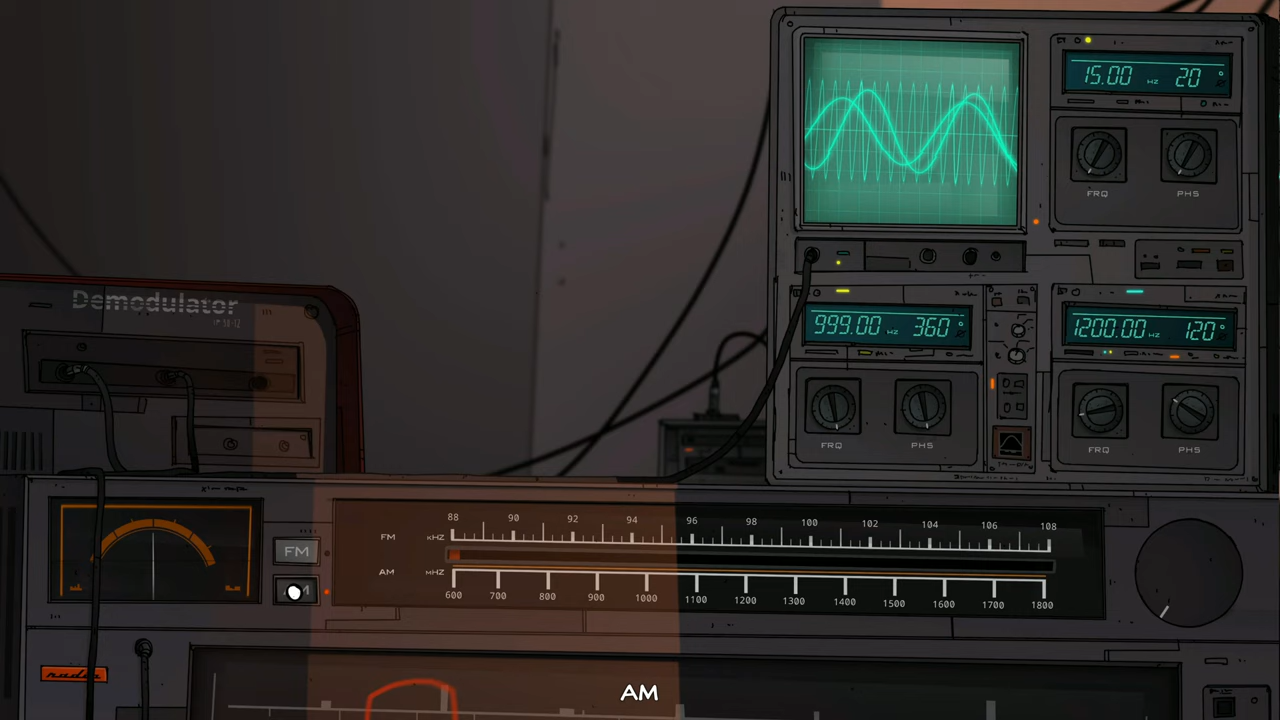 15.00 HZ 20 °
FRQ PHS
Demodulator
999.00 HZ 360 °
1200.00 HZ 120 °
FRQ PHS
FRQ PHS
88 90 92 94 96 98 100 102 104 106 108
FM KHZ
FM
AM MHZ
600 700 800 900 1000 1100 1200 1300 1400 1500 1600 1700 1800
AM